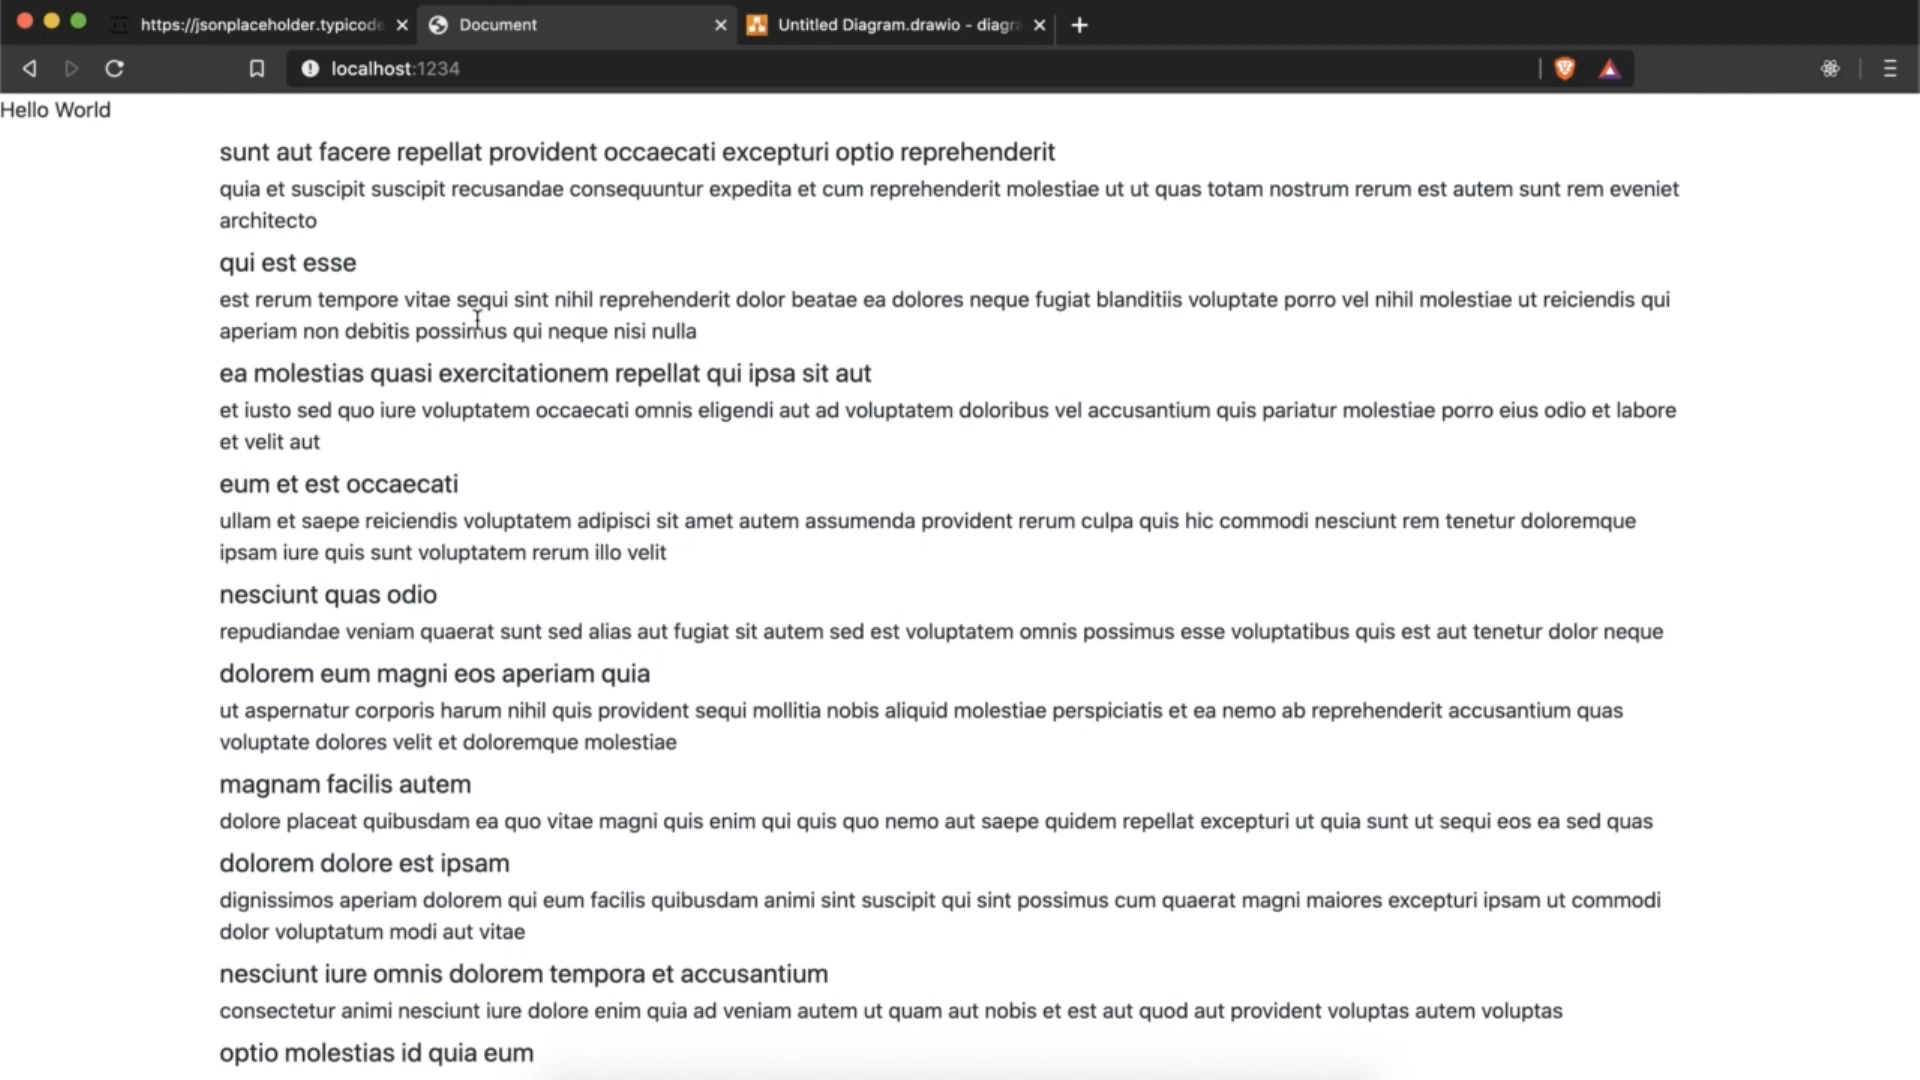 https://jsonplaceholder.typicode
Document
Untitled Diagram.drawio - diagra
localhost:1234
Hello World
sunt aut facere repellat provident occaecati excepturi optio reprehenderit
quia et suscipit suscipit recusandae consequuntur expedita et cum reprehenderit molestiae ut ut quas totam nostrum rerum est autem sunt rem eveniet
architecto
qui est esse
est rerum tempore vitae sequi sint nihil reprehenderit dolor beatae ea dolores neque fugiat blanditiis voluptate porro vel nihil molestiae ut reiciendis qui
aperiam non debitis possimus qui neque nisi nulla
ea molestias quasi exercitationem repellat qui ipsa sit aut
et iusto sed quo iure voluptatem occaecati omnis eligendi aut ad voluptatem doloribus vel accusantium quis pariatur molestiae porro eius odio et labore
et velit aut
eum et est occaecati
ullam et saepe reiciendis voluptatem adipisci sit amet autem assumenda provident rerum culpa quis hic commodi nesciunt rem tenetur doloremque
ipsam iure quis sunt voluptatem rerum illo velit
nesciunt quas odio
repudiandae veniam quaerat sunt sed alias aut fugiat sit autem sed est voluptatem omnis possimus esse voluptatibus quis est aut tenetur dolor neque
dolorem eum magni eos aperiam quia
ut aspernatur corporis harum nihil quis provident sequi mollitia nobis aliquid molestiae perspiciatis et ea nemo ab reprehenderit accusantium quas
voluptate dolores velit et doloremque molestiae
magnam facilis autem
dolore placeat quibusdam ea quo vitae magni quis enim qui quis quo nemo aut saepe quidem repellat excepturi ut quia sunt ut sequi eos ea sed quas
dolorem dolore est ipsam
dignissimos aperiam dolorem qui eum facilis quibusdam animi sint suscipit qui sint possimus cum quaerat magni maiores excepturi ipsam ut commodi
dolor voluptatum modi aut vitae
nesciunt iure omnis dolorem tempora et accusantium
consectetur animi nesciunt iure dolore enim quia ad veniam autem ut quam aut nobis et est aut quod aut provident voluptas autem voluptas
optio molestias id quia eum